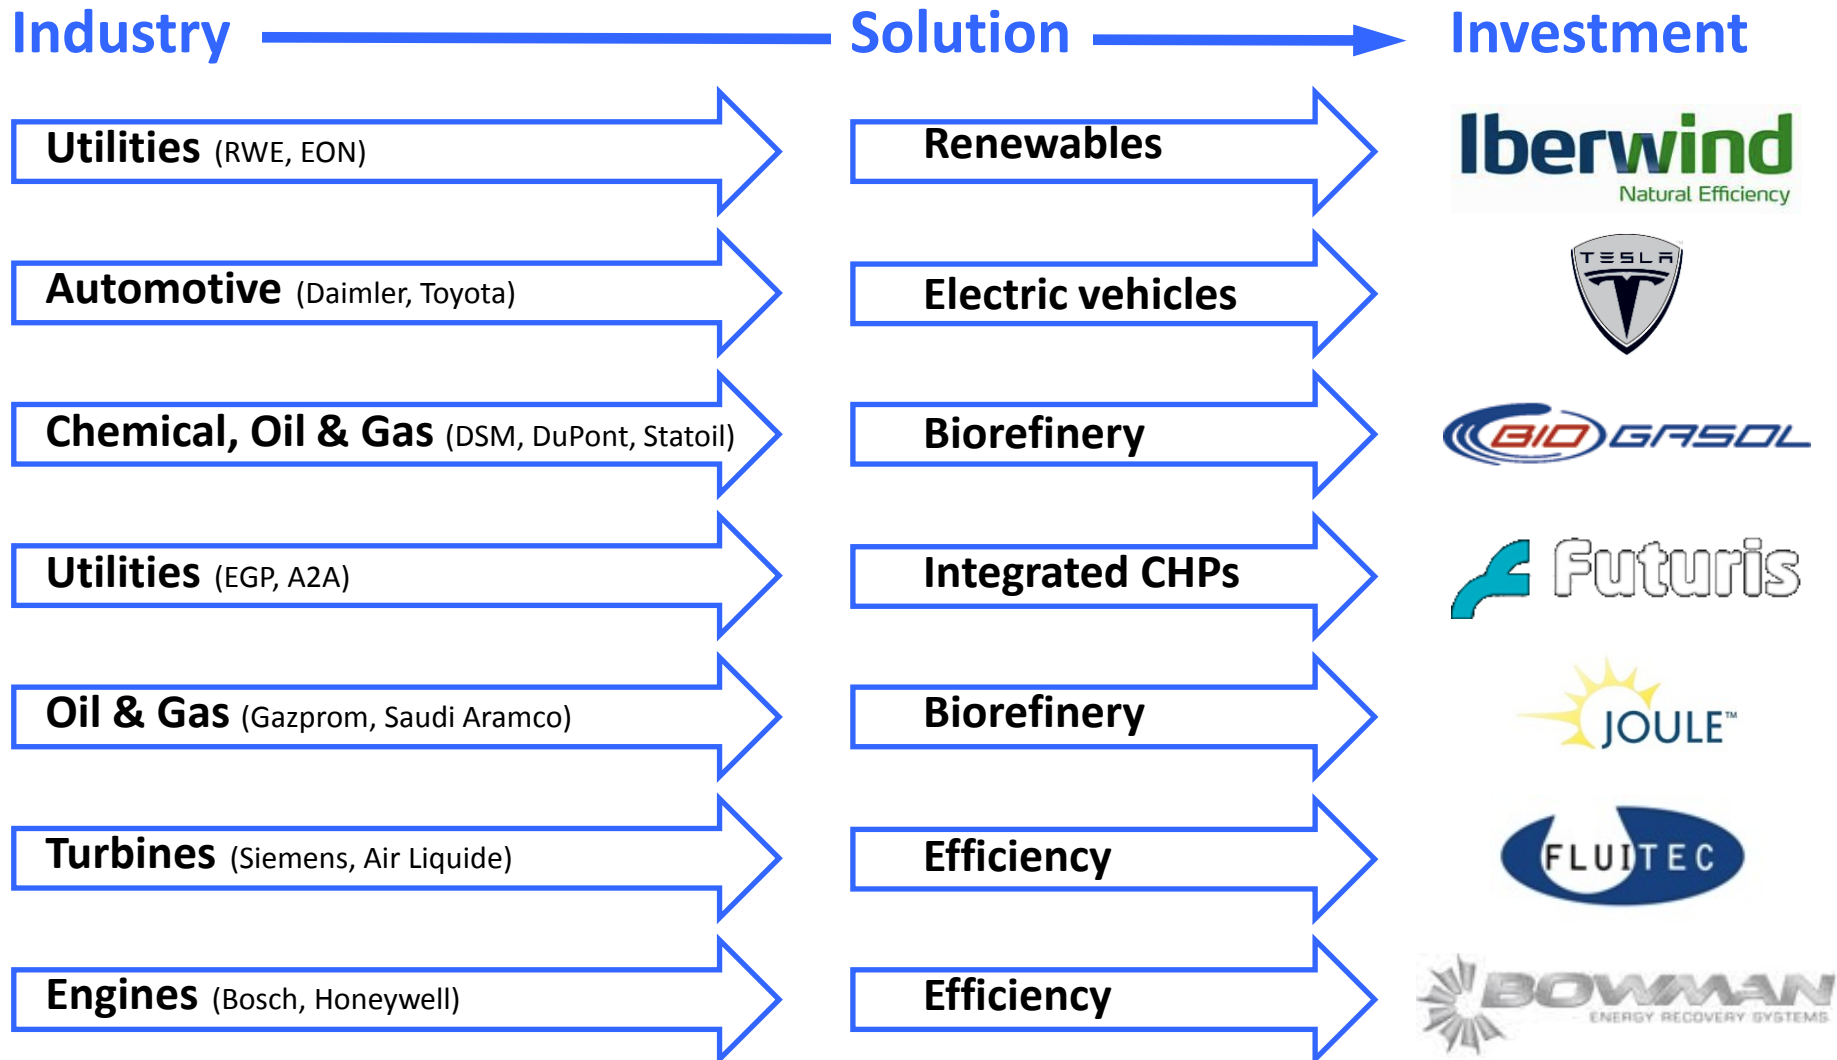 Industry Solution Investment
Utilities (RWE, EON) Renewables Iberwind
Natural Efficiency
Automotive (Daimler, Toyota) Electric vehicles TESLA
Chemical, Oil & Gas (DSM, DuPont, Statoil) Biorefinery BIOGASOL
Utilities (EGP, A2A) Integrated CHPs Futuris
Oil & Gas (Gazprom, Saudi Aramco) Biorefinery JOULE™
Turbines (Siemens, Air Liquide) Efficiency FLUITEC
Engines (Bosch, Honeywell) Efficiency BOWMAN
ENERGY RECOVERY SYSTEMS